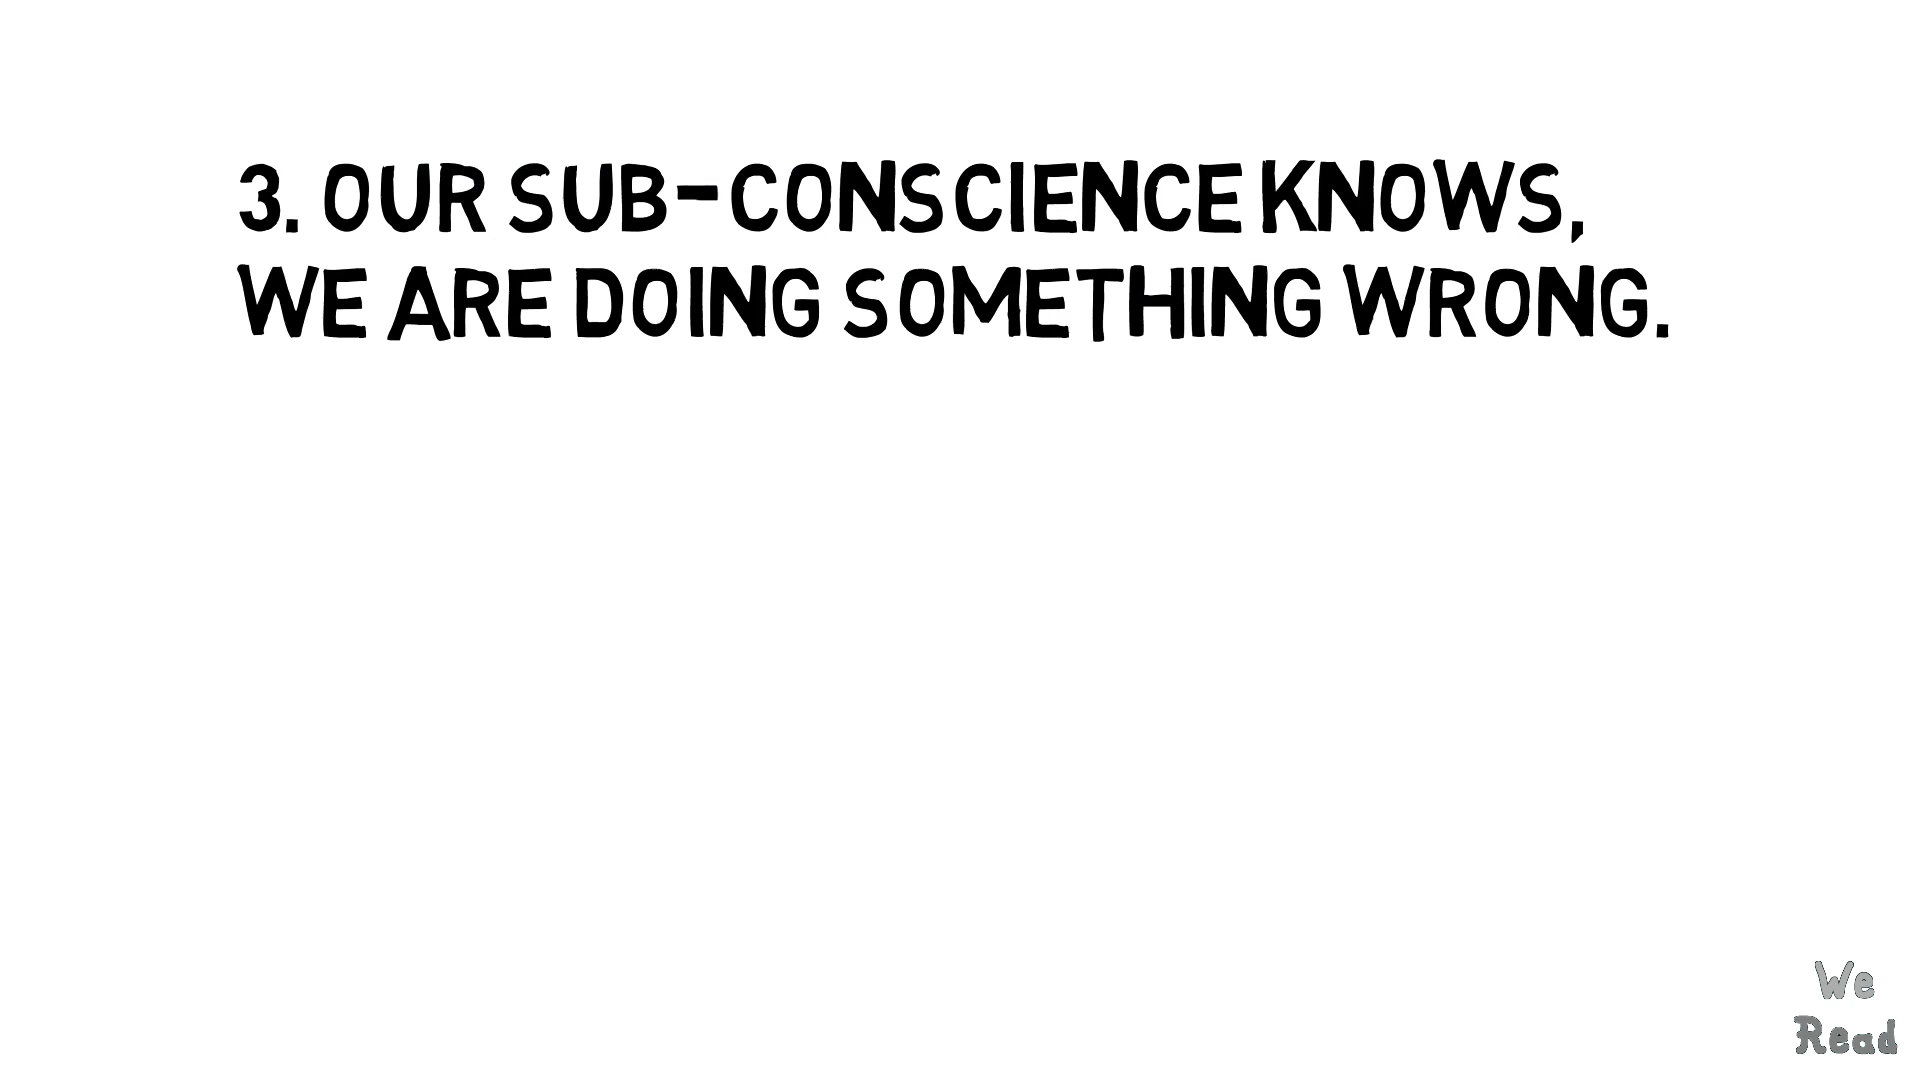 3. OUR SUB-CONSCIENCE KNOWS,
WE ARE DOING SOMETHING WRONG.
We
Read